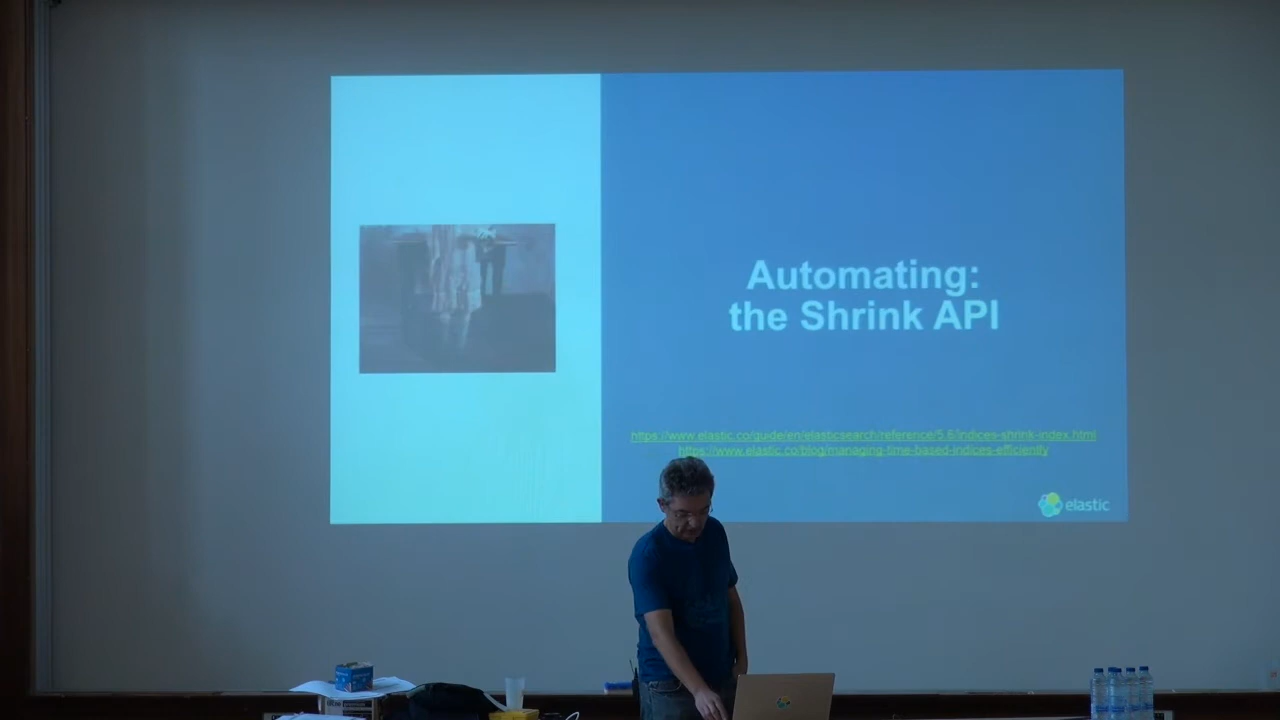 Automating:
the Shrink API
https://www.elastic.co/guide/en/elasticsearch/reference/5.6/indices-shrink-index.html
https://www.elastic.co/blog/managing-time-based-indices-efficiently
elastic